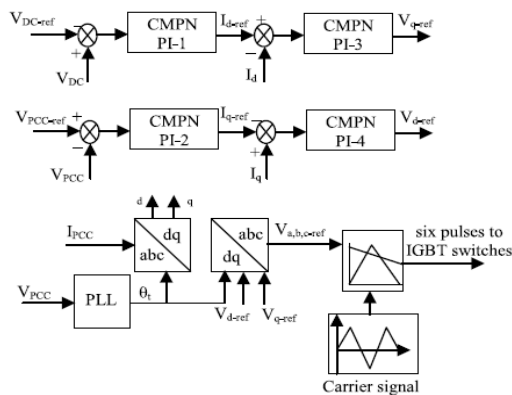 V_DC-ref − + V_DC CMPN PI-1 I_d-ref + − I_d CMPN PI-3 V_q-ref
V_PCC-ref + − V_PCC CMPN PI-2 I_q-ref − + I_q CMPN PI-4 V_d-ref
d q
I_PCC abc dq dq abc V_a,b,c-ref six pulses to
IGBT switches
V_PCC PLL θ_t V_d-ref V_q-ref
Carrier signal